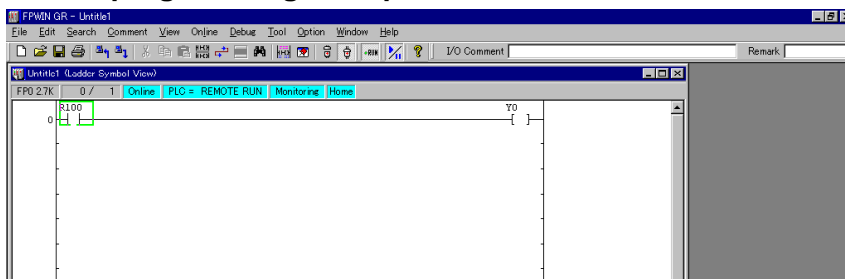 FPWIN GR - Untitle1
File Edit Search Comment View Online Debug Tool Option Window Help
I/O Comment Remark
Untitle1 (Ladder Symbol View)
FP0 2.7K 0 / 1 Online PLC = REMOTE RUN Monitoring Home
R100 Y0
0